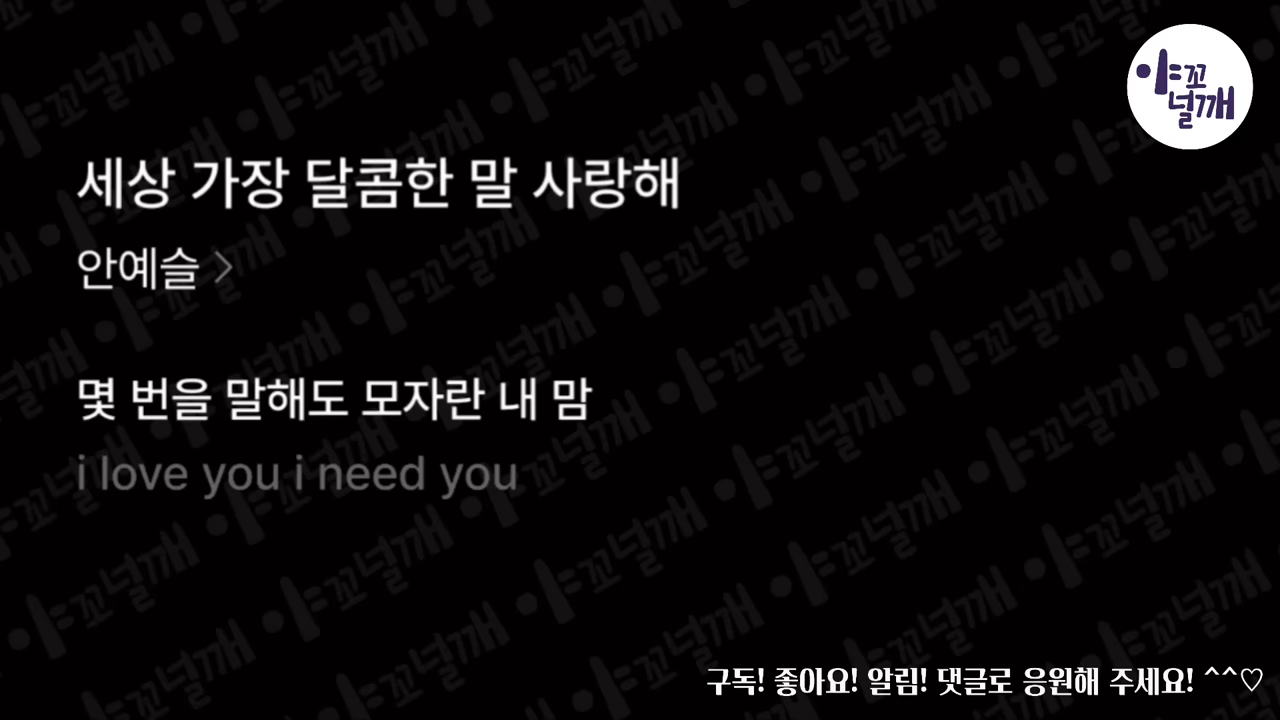 야꼬
널깨
세상 가장 달콤한 말 사랑해
안예슬 >
몇 번을 말해도 모자란 내 맘
i love you i need you
구독! 좋아요! 알림! 댓글로 응원해 주세요! ^^♡